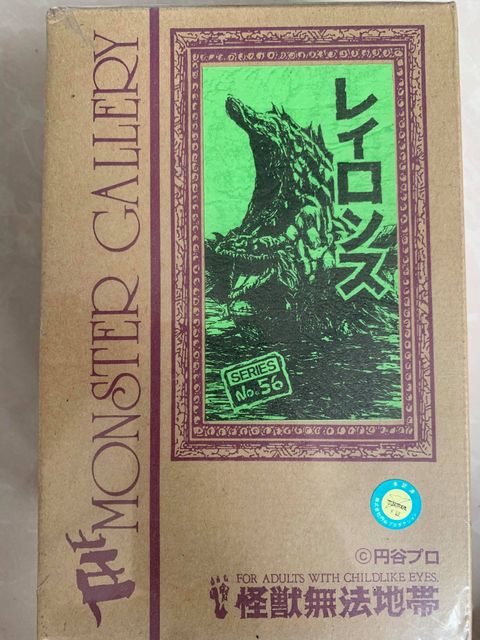 THE MONSTER GALLERY
レイロンス
SERIES
No.56
©円谷プロ
FOR ADULTS WITH CHILDLIKE EYES.
怪獣無法地帯